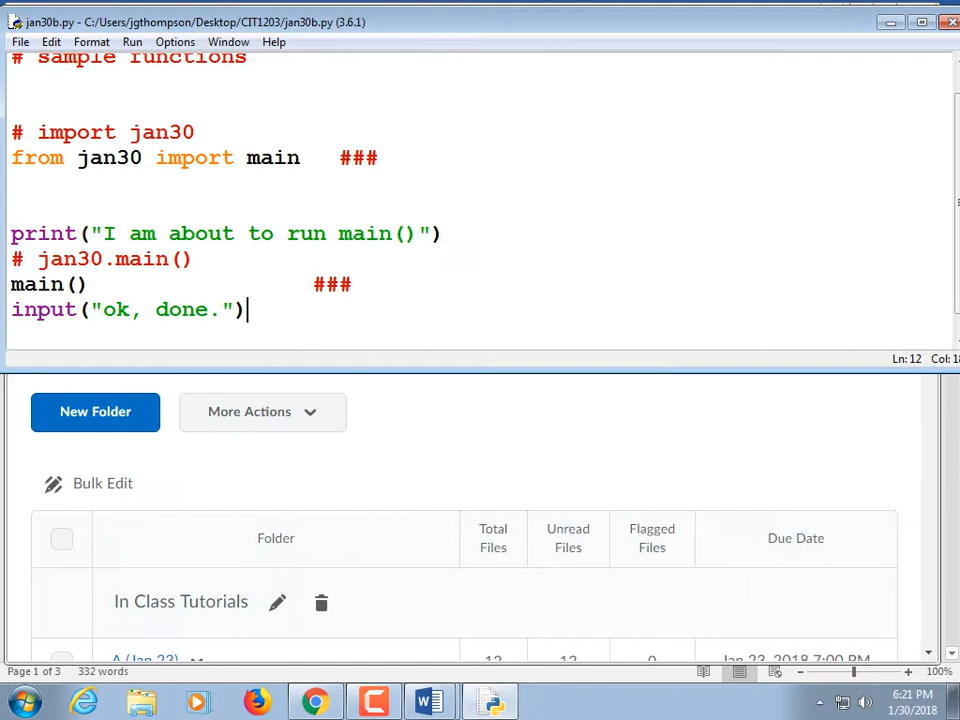 jan30b.py - C:/Users/jgthompson/Desktop/CIT1203/jan30b.py (3.6.1)
File Edit Format Run Options Window Help
# sample functions
# import jan30
from jan30 import main ###
print("I am about to run main()")
# jan30.main()
main() ###
input("ok, done.")
Ln: 12 Col: 18
New Folder More Actions
Bulk Edit
Folder Total Files Unread Files Flagged Files Due Date
In Class Tutorials
A (Jan 23) 12 12 0 Jan 23, 2018 7:00 PM
Page 1 of 3 332 words 100%
6:21 PM
1/30/2018